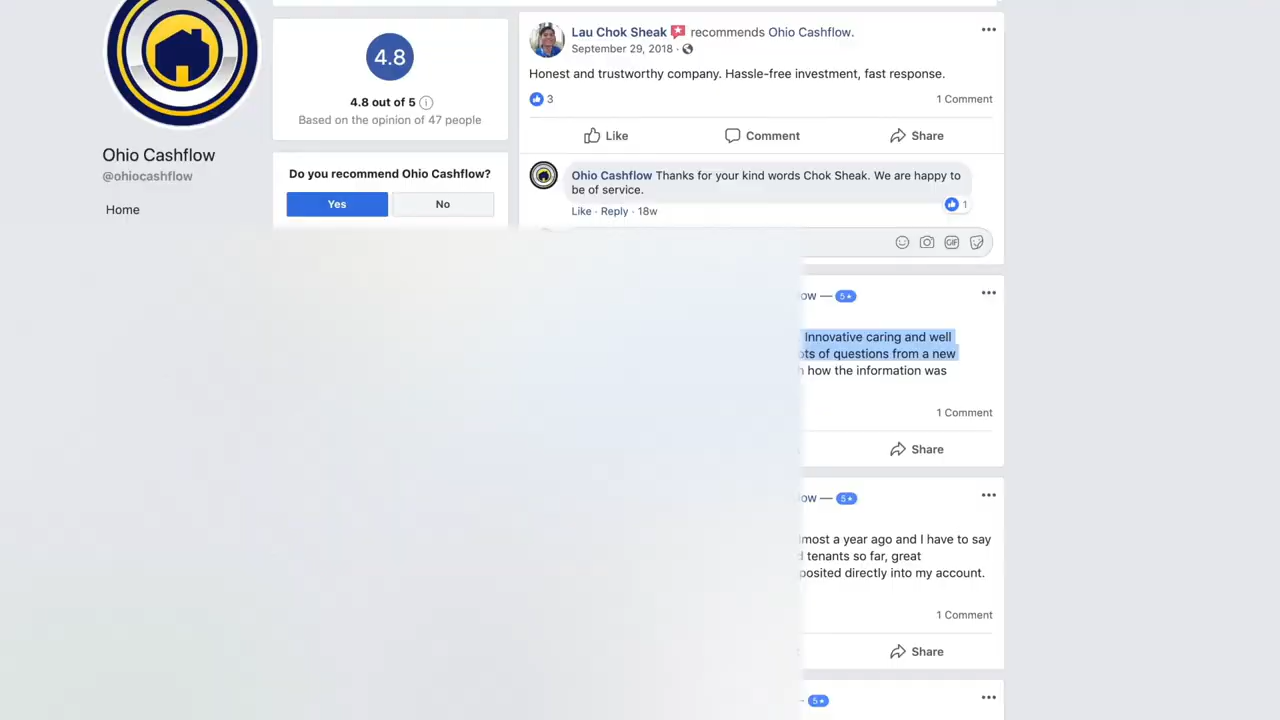 4.8
4.8 out of 5
Based on the opinion of 47 people
Do you recommend Ohio Cashflow?
Yes
No
Ohio Cashflow
@ohiocashflow
Home
Lau Chok Sheak recommends Ohio Cashflow.
September 29, 2018 ·
Honest and trustworthy company. Hassle-free investment, fast response.
3
1 Comment
Like
Comment
Share
Ohio Cashflow Thanks for your kind words Chok Sheak. We are happy to
be of service.
Like · Reply · 18w
1
GIF
ow — 5★
Innovative caring and well
ots of questions from a new
how the information was
1 Comment
Share
ow — 5★
most a year ago and I have to say
tenants so far, great
posited directly into my account.
1 Comment
Share
5★